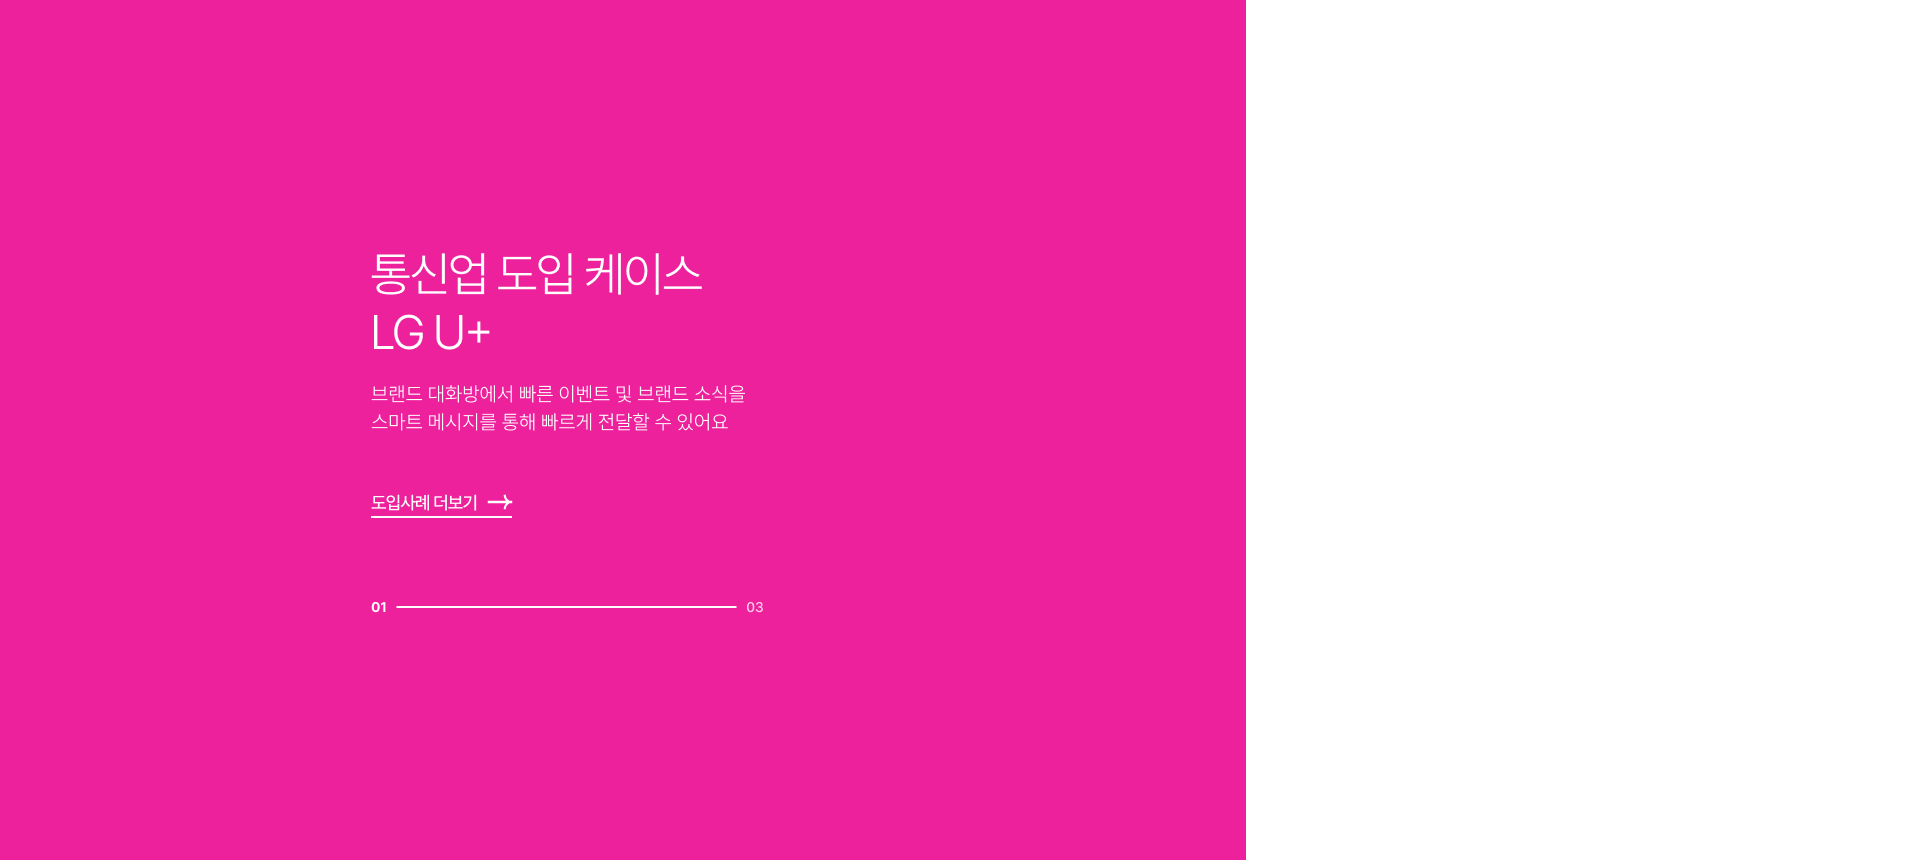 통신업 도입 케이스
LG U+
브랜드 대화방에서 빠른 이벤트 및 브랜드 소식을
스마트 메시지를 통해 빠르게 전달할 수 있어요
도입사례 더보기
01
03